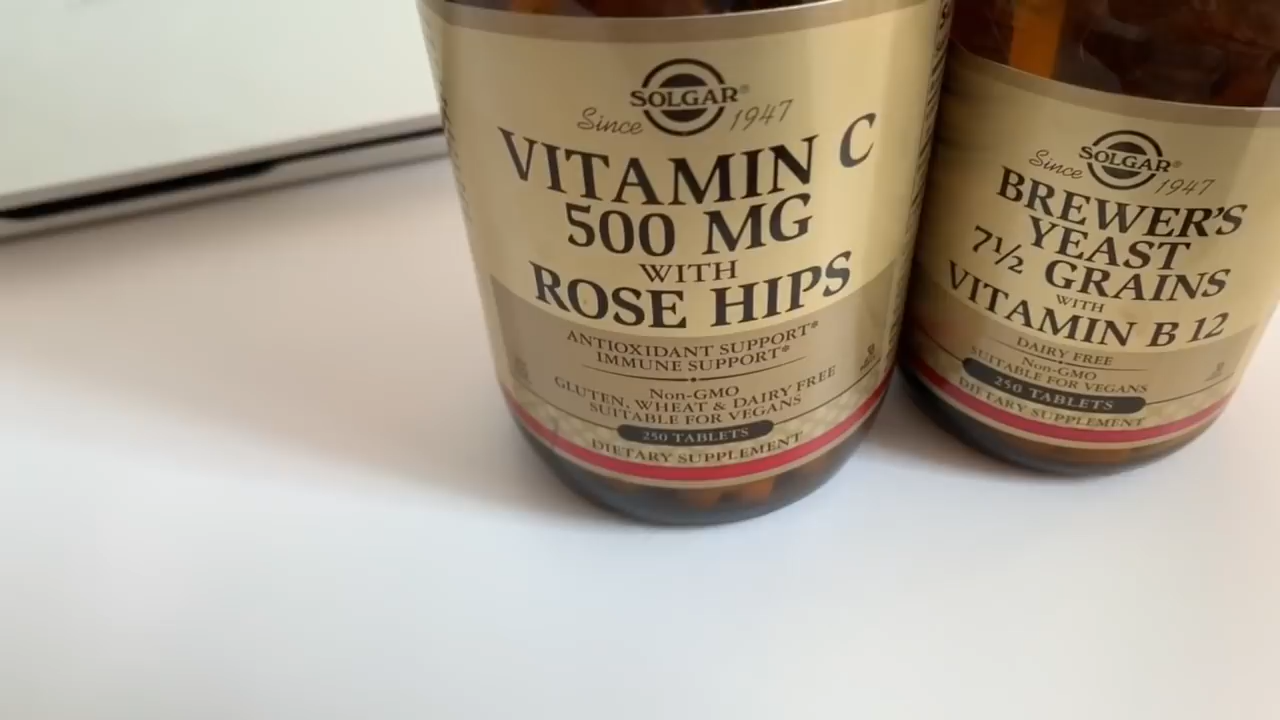 SOLGAR®
Since 1947
VITAMIN C
500 MG
WITH
ROSE HIPS
ANTIOXIDANT SUPPORT*
IMMUNE SUPPORT*
Non-GMO
GLUTEN, WHEAT & DAIRY FREE
SUITABLE FOR VEGANS
250 TABLETS
DIETARY SUPPLEMENT
SOLGAR®
Since 1947
BREWER'S
YEAST
7½ GRAINS
WITH
VITAMIN B 12
DAIRY FREE
Non-GMO
SUITABLE FOR VEGANS
250 TABLETS
DIETARY SUPPLEMENT